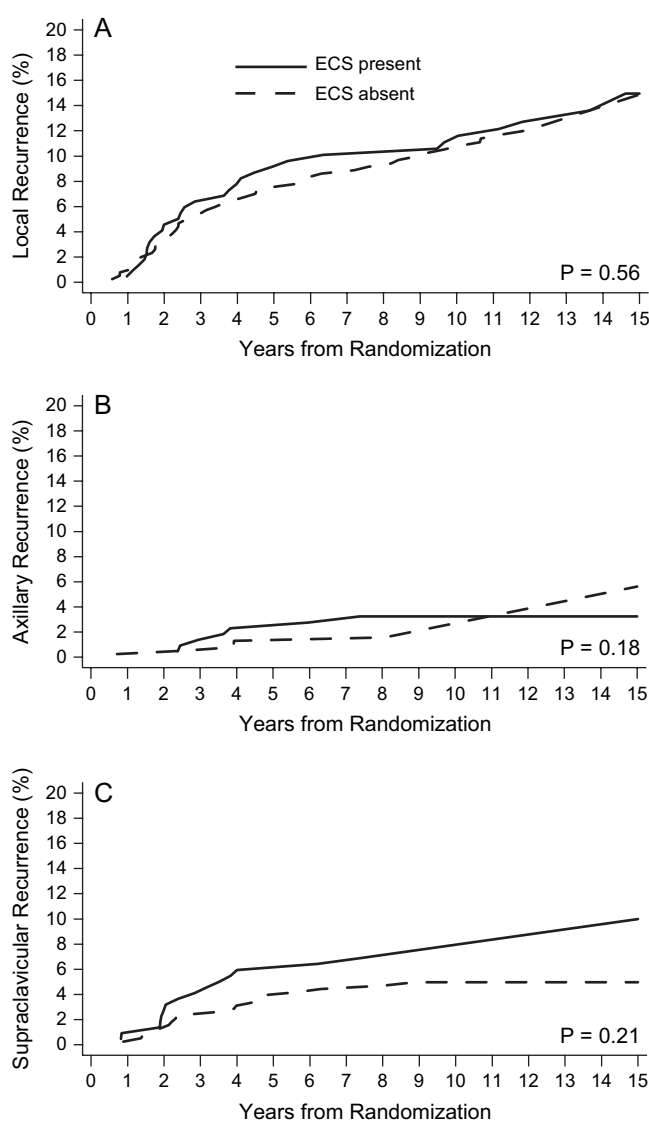 A
Local Recurrence (%)
20
18
16
14
12
10
8
6
4
2
0
ECS present
ECS absent
P = 0.56
0 1 2 3 4 5 6 7 8 9 10 11 12 13 14 15
Years from Randomization
B
Axillary Recurrence (%)
20
18
16
14
12
10
8
6
4
2
0
P = 0.18
0 1 2 3 4 5 6 7 8 9 10 11 12 13 14 15
Years from Randomization
C
Supraclavicular Recurrence (%)
20
18
16
14
12
10
8
6
4
2
0
P = 0.21
0 1 2 3 4 5 6 7 8 9 10 11 12 13 14 15
Years from Randomization